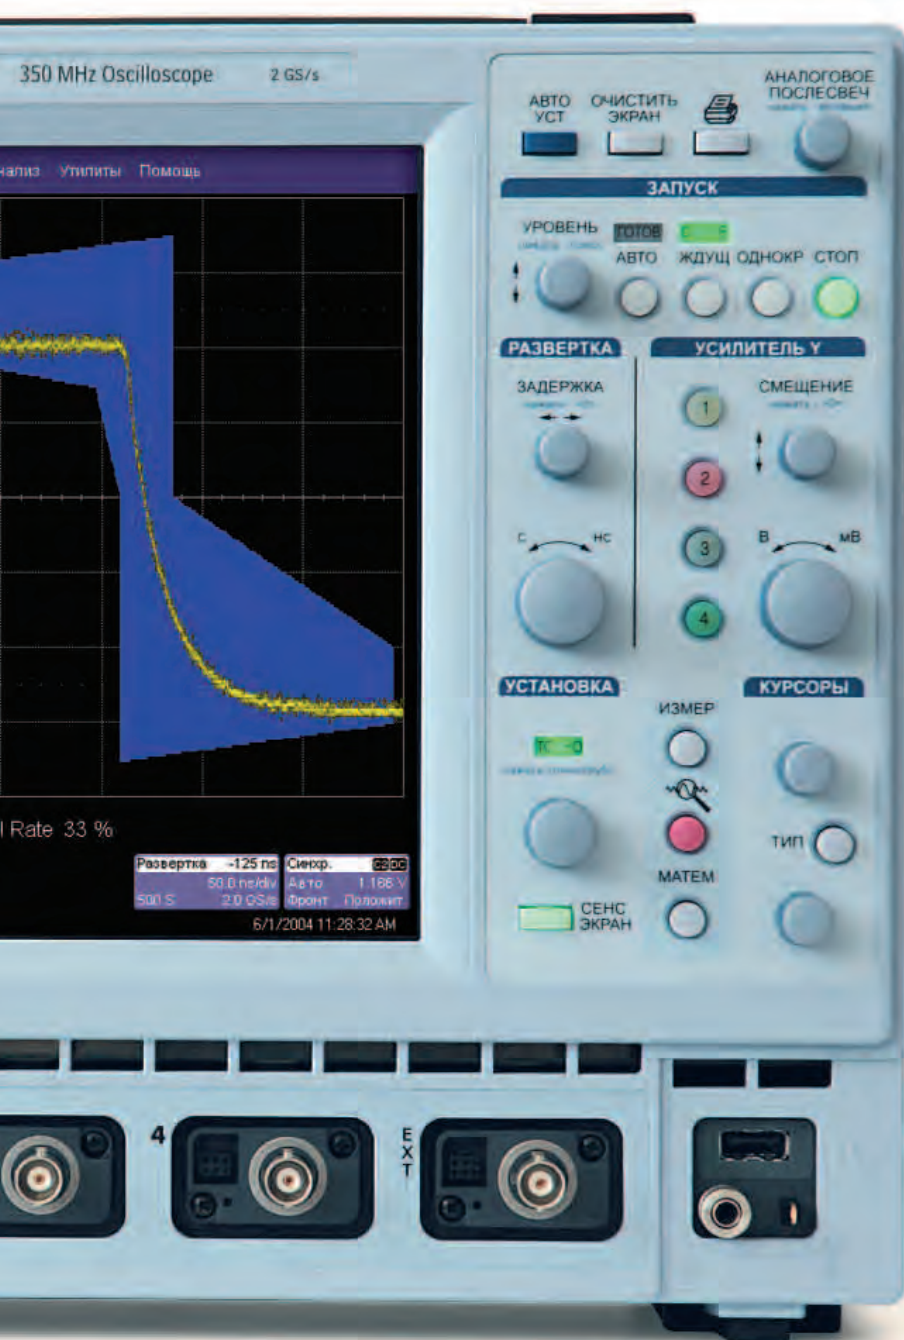 350 MHz Oscilloscope 2 GS/s
АНАЛОГОВОЕ
ПОСЛЕСВЕЧ
АВТО
УСТ
ОЧИСТИТЬ
ЭКРАН
Утилиты Помощь
ЗАПУСК
УРОВЕНЬ
ГОТОВ
АВТО ЖДУЩ ОДНОКР СТОП
РАЗВЕРТКА
УСИЛИТЕЛЬ Y
ЗАДЕРЖКА
СМЕЩЕНИЕ
1
2
3
4
с нс
В мВ
УСТАНОВКА
КУРСОРЫ
ИЗМЕР
ТИП
МАТЕМ
СЕНС
ЭКРАН
l Rate 33 %
Развертка -125 ns
50.0 ns/div
500 S 2.0 GS/s
Синхр. C2 DC
Авто 1.166 V
Фронт Положит
6/1/2004 11:28:32 AM
4
EXT